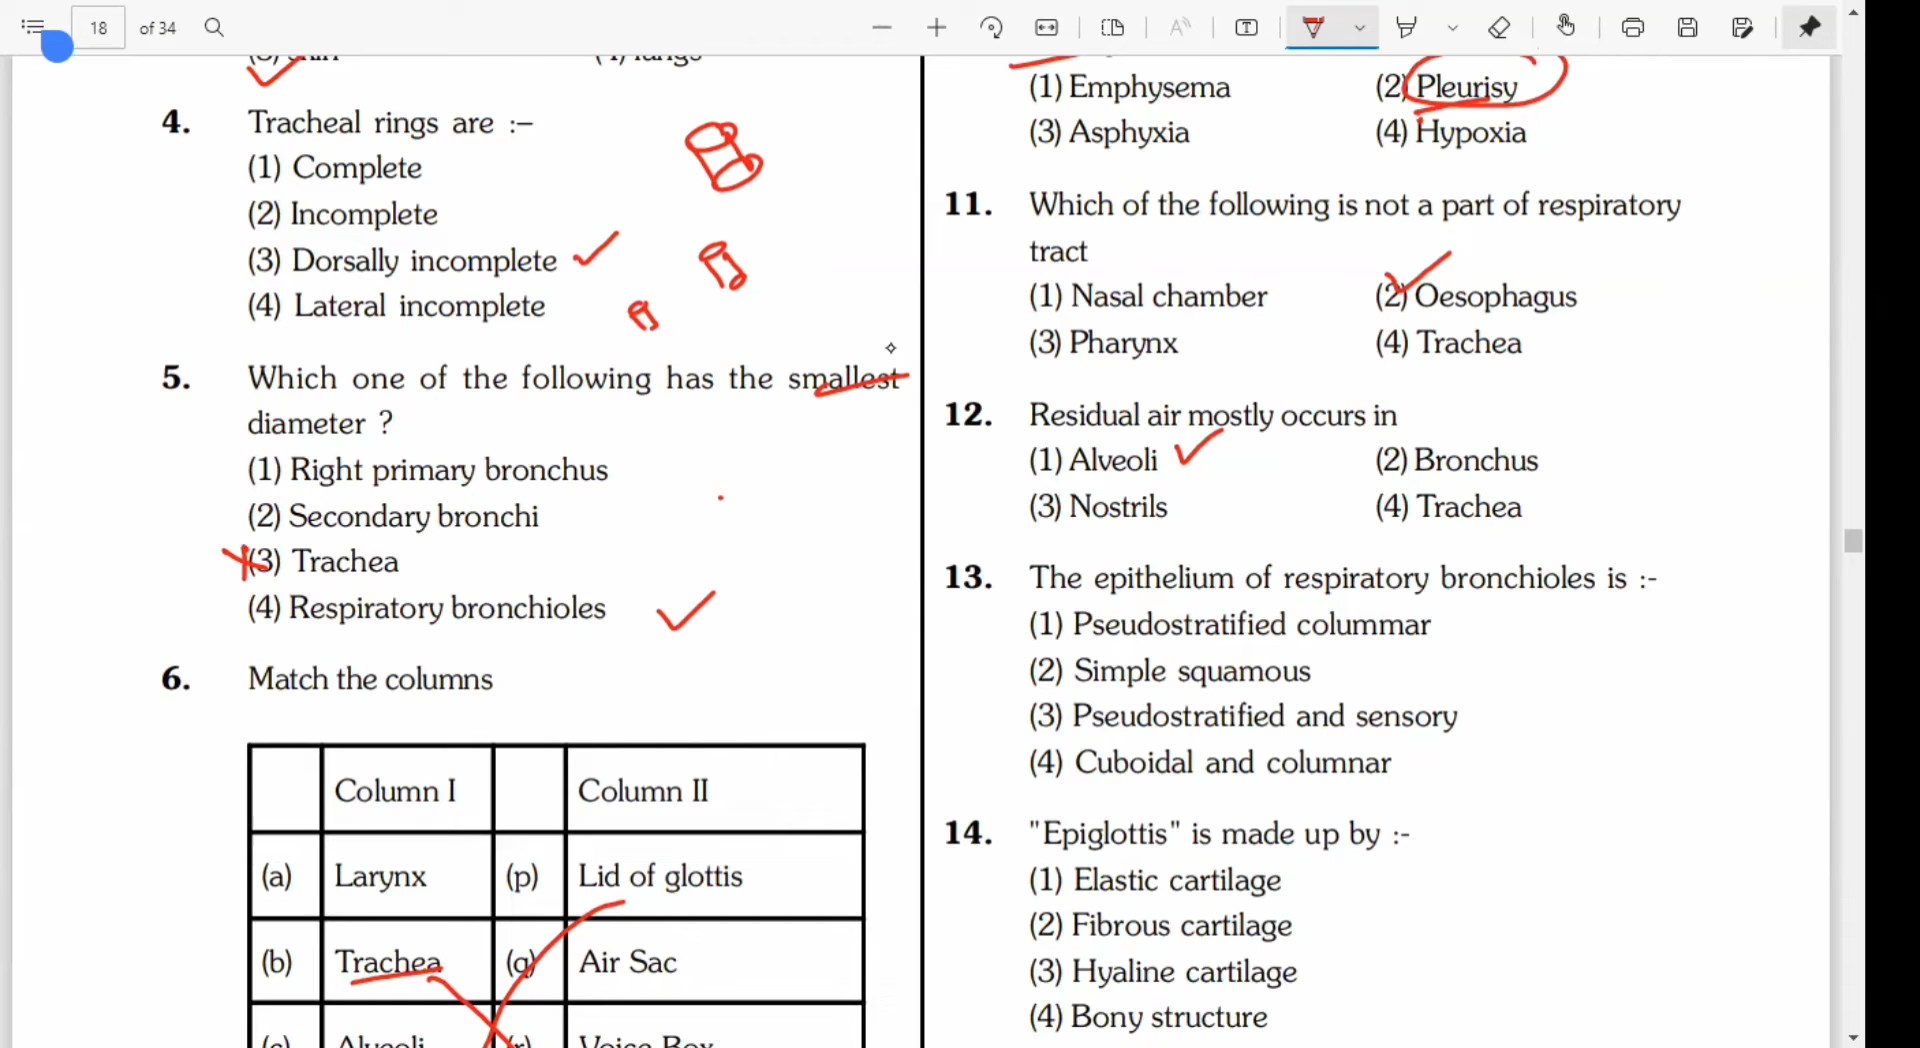 18 of 34
4. Tracheal rings are :–
(1) Complete
(2) Incomplete
(3) Dorsally incomplete
(4) Lateral incomplete
5. Which one of the following has the smallest
diameter ?
(1) Right primary bronchus
(2) Secondary bronchi
(3) Trachea
(4) Respiratory bronchioles
6. Match the columns
Column I Column II
(a) Larynx (p) Lid of glottis
(b) Trachea (q) Air Sac
(c) Alveoli (r) Voice Box
(1) Emphysema (2) Pleurisy
(3) Asphyxia (4) Hypoxia
11. Which of the following is not a part of respiratory
tract
(1) Nasal chamber (2) Oesophagus
(3) Pharynx (4) Trachea
12. Residual air mostly occurs in
(1) Alveoli (2) Bronchus
(3) Nostrils (4) Trachea
13. The epithelium of respiratory bronchioles is :-
(1) Pseudostratified colummar
(2) Simple squamous
(3) Pseudostratified and sensory
(4) Cuboidal and columnar
14. "Epiglottis" is made up by :-
(1) Elastic cartilage
(2) Fibrous cartilage
(3) Hyaline cartilage
(4) Bony structure